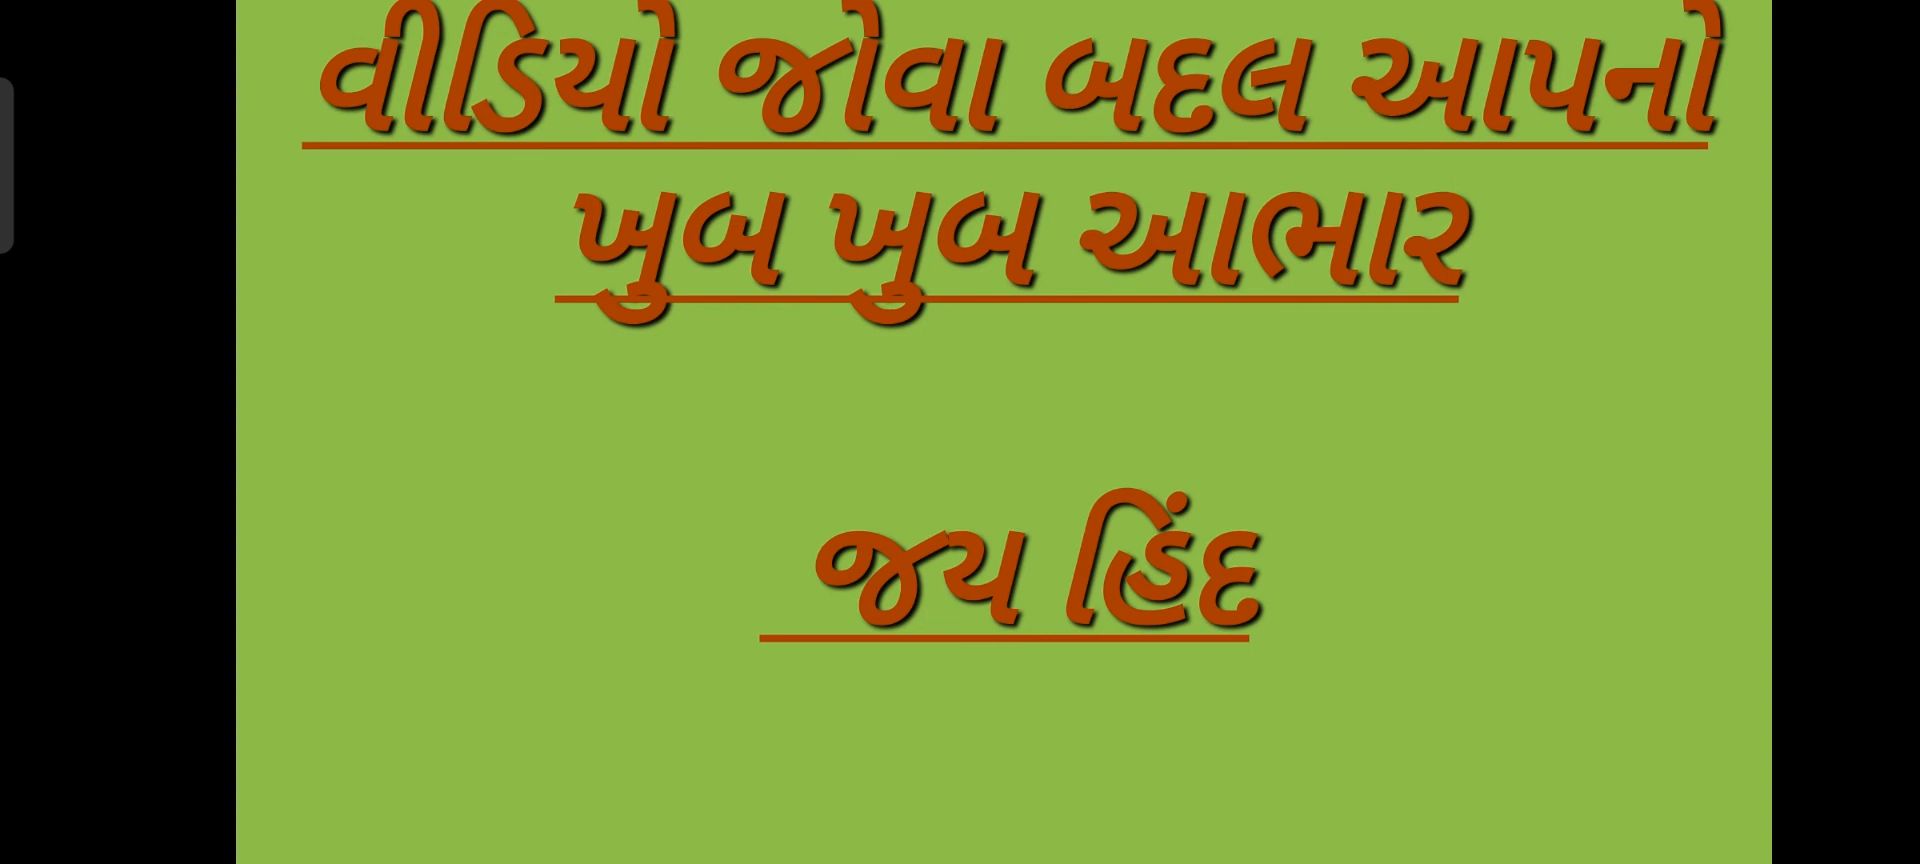 વીડિયો જોવા બદલ આપનો
ખુબ ખુબ આભાર
જય હિંદ